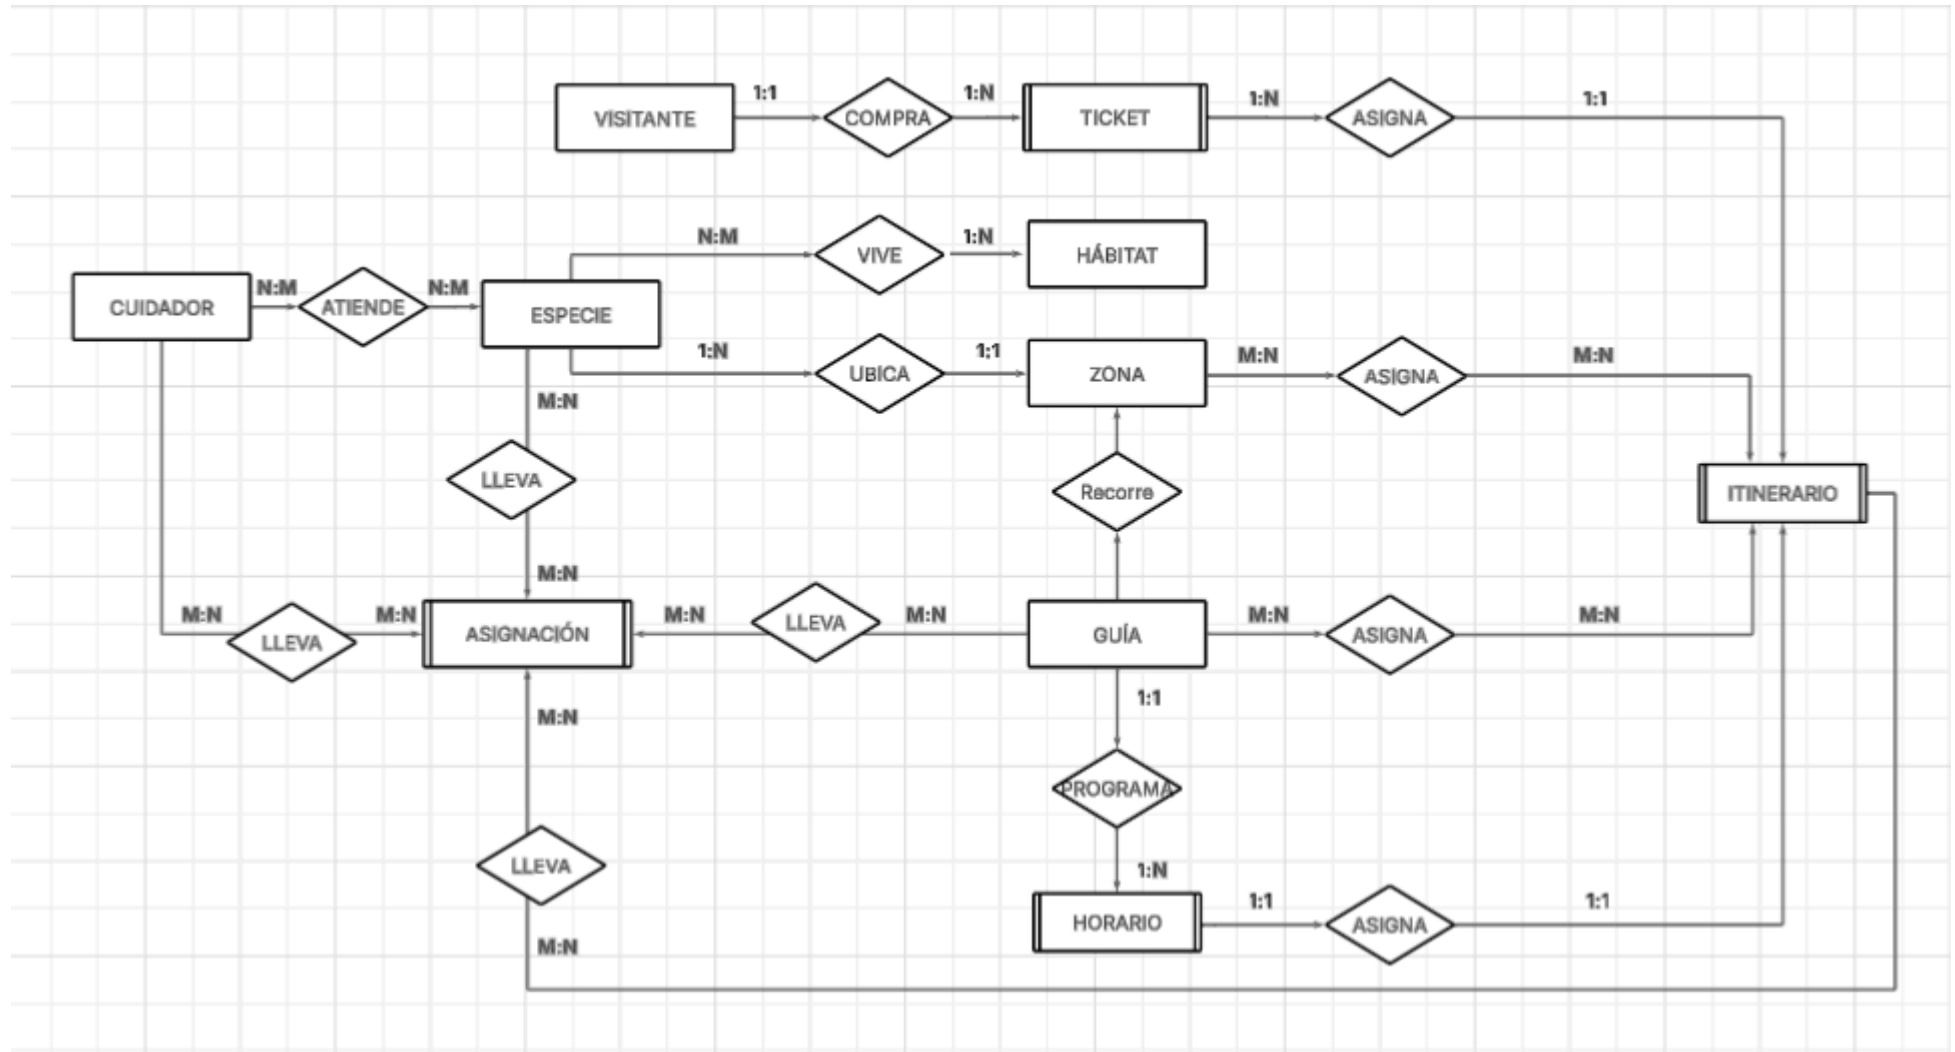 VISITANTE
1:1
COMPRA
1:N
TICKET
1:N
ASIGNA
1:1
N:M
VIVE
1:N
HÁBITAT
CUIDADOR
N:M
ATIENDE
N:M
ESPECIE
1:N
UBICA
1:1
ZONA
M:N
ASIGNA
M:N
M:N
LLEVA
M:N
Recorre
ITINERARIO
M:N
LLEVA
M:N
ASIGNACIÓN
M:N
LLEVA
M:N
GUÍA
M:N
ASIGNA
M:N
M:N
LLEVA
M:N
1:1
PROGRAMA
1:N
HORARIO
1:1
ASIGNA
1:1